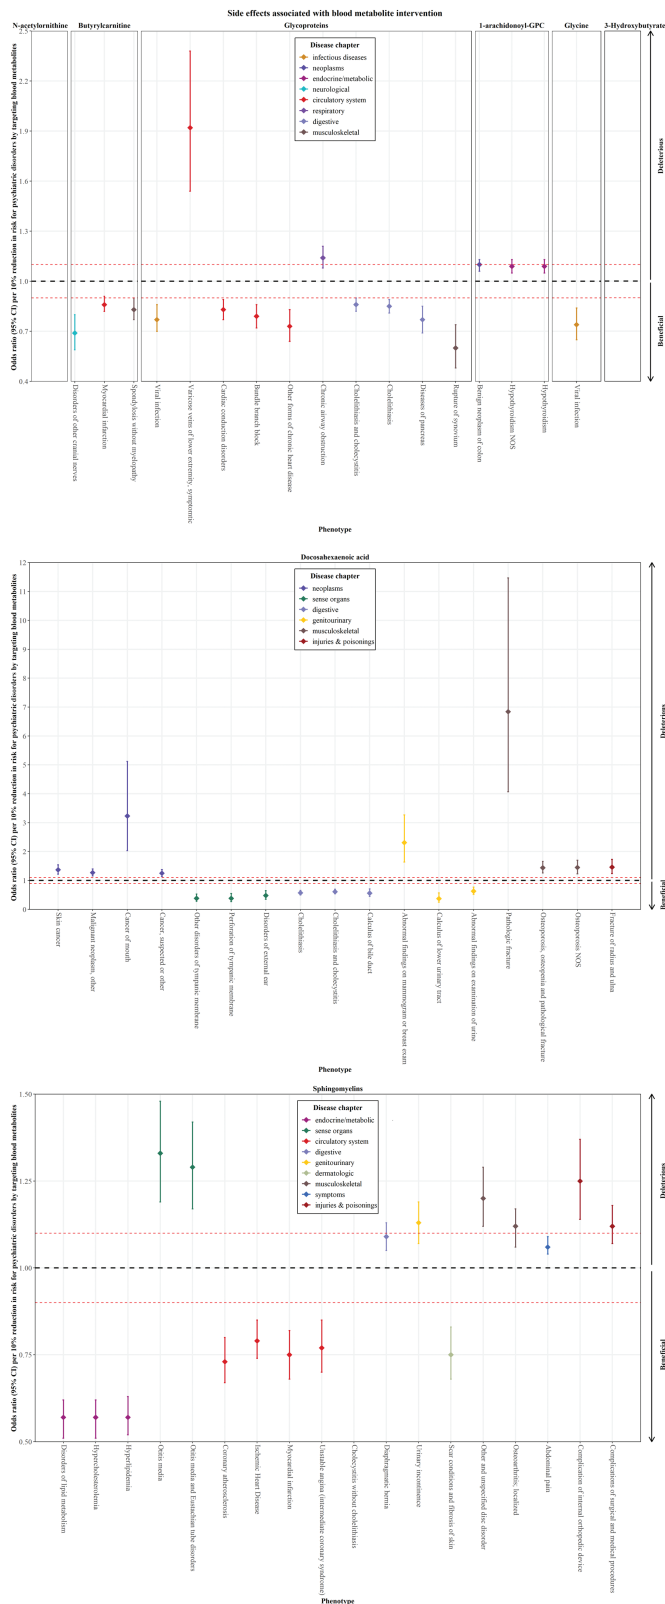 Side effects associated with blood metabolite intervention
N-acetylornithine
Butyrylcarnitine
Glycoproteins
1-arachidonoyl-GPC
Glycine
3-Hydroxybutyrate
Odds ratio (95% CI) per 10% reduction in risk for psychiatric disorders by targeting blood metabolites
2.5
2.2
1.9
1.6
1.3
1.0
0.7
0.4
Disease chapter
infectious diseases
neoplasms
endocrine/metabolic
neurological
circulatory system
respiratory
digestive
musculoskeletal
Deleterious
Beneficial
Disorders of other cranial nerves
Myocardial infarction
Spondylosis without myelopathy
Viral infection
Varicose veins of lower extremity, symptomtic
Cardiac conduction disorders
Bundle branch block
Other forms of chronic heart disease
Chronic airway obstruction
Cholelithiasis and cholecystitis
Cholelithiasis
Diseases of pancreas
Rupture of synovium
Benign neoplasm of colon
Hypothyroidism NOS
Hypothyroidism
Viral infection
Phenotype
Docosahexaenoic acid
Odds ratio (95% CI) per 10% reduction in risk for psychiatric disorders by targeting blood metabolites
12
11
10
9
8
7
6
5
4
3
2
1
0
Disease chapter
neoplasms
sense organs
digestive
genitourinary
musculoskeletal
injuries & poisonings
Deleterious
Beneficial
Skin cancer
Malignant neoplasm, other
Cancer of mouth
Cancer, suspected or other
Other disorders of tympanic membrane
Perforation of tympanic membrane
Disorders of external ear
Cholelithiasis
Cholelithiasis and cholecystitis
Calculus of bile duct
Abnormal findings on mammogram or breast exam
Calculus of lower urinary tract
Abnormal findings on examination of urine
Pathologic fracture
Osteoporosis, osteopenia and pathological fracture
Osteoporosis NOS
Fracture of radius and ulna
Phenotype
Sphingomyelins
Odds ratio (95% CI) per 10% reduction in risk for psychiatric disorders by targeting blood metabolites
1.50
1.25
1.00
0.75
0.50
Disease chapter
endocrine/metabolic
sense organs
circulatory system
digestive
genitourinary
dermatologic
musculoskeletal
symptoms
injuries & poisonings
Deleterious
Beneficial
Disorders of lipid metabolism
Hypercholesterolemia
Hyperlipidemia
Otitis media
Otitis media and Eustachian tube disorders
Coronary atherosclerosis
Ischemic Heart Disease
Myocardial infarction
Unstable angina (intermediate coronary syndrome)
Cholecystitis without cholelithiasis
Diaphragmatic hernia
Urinary incontinence
Scar conditions and fibrosis of skin
Other and unspecified disc disorder
Osteoarthritis; localized
Abdominal pain
Complication of internal orthopedic device
Complications of surgical and medical procedures
Phenotype